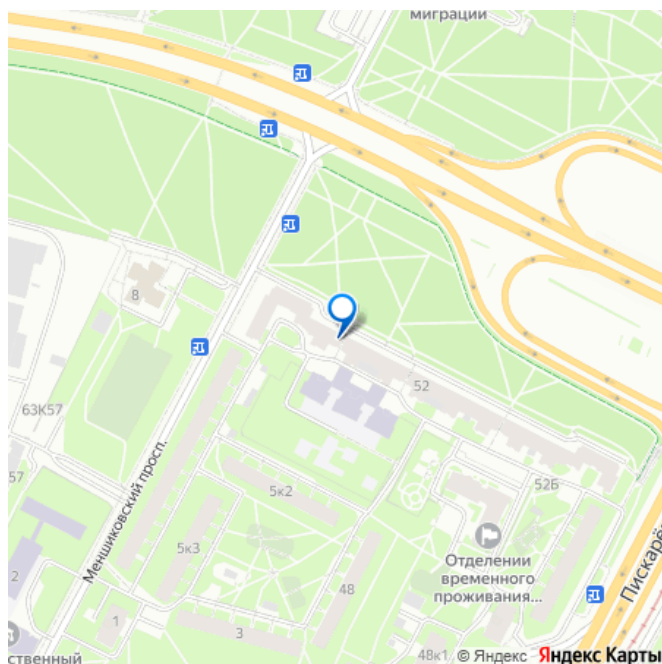 миграции
8
63К57
52
57
Меншиковский просп.
5к2
52Б
5к3
Отделении
временного
проживания...
2
48
Пискарё
1
3
ственный
48к1
© Яндекс Яндекс Карты